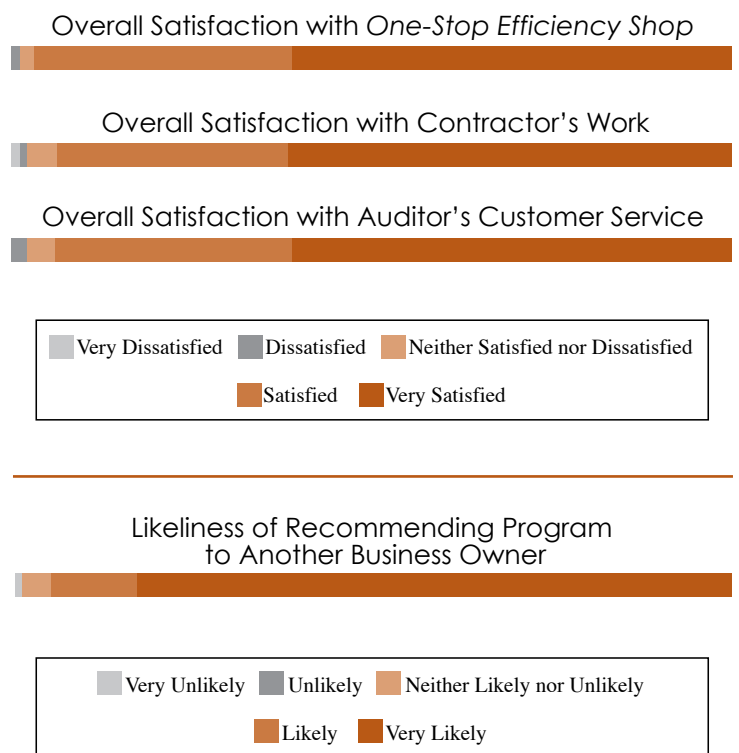 Overall Satisfaction with One-Stop Efficiency Shop
Overall Satisfaction with Contractor’s Work
Overall Satisfaction with Auditor’s Customer Service
Very Dissatisfied Dissatisfied Neither Satisfied nor Dissatisfied
Satisfied Very Satisfied
Likeliness of Recommending Program
to Another Business Owner
Very Unlikely Unlikely Neither Likely nor Unlikely
Likely Very Likely